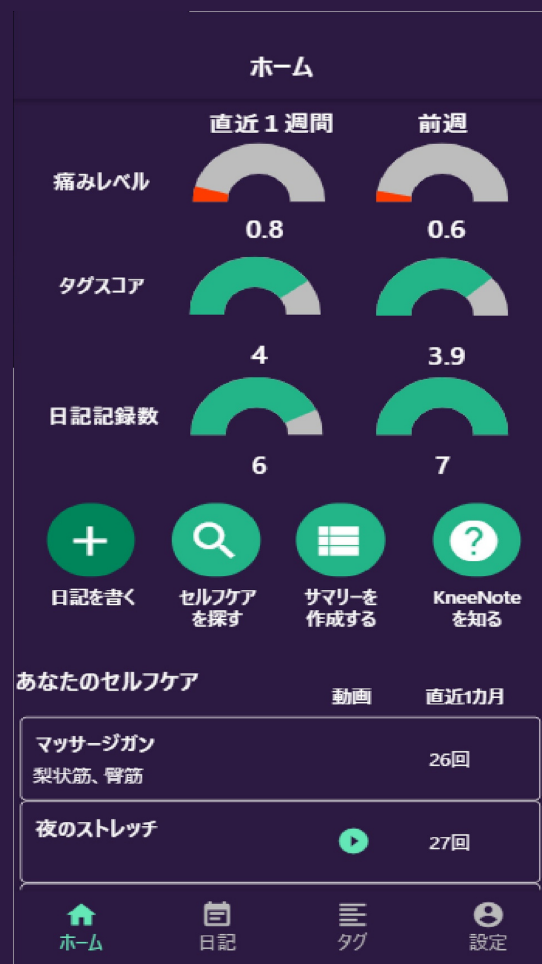 ホーム
直近１週間 前週
痛みレベル
0.8 0.6
タグスコア
4 3.9
日記記録数
6 7
日記を書く セルフケア サマリーを KneeNote
を探す 作成する を知る
あなたのセルフケア 動画 直近1カ月
マッサージガン
梨状筋、臀筋 26回
夜のストレッチ
27回
ホーム 日記 タグ 設定